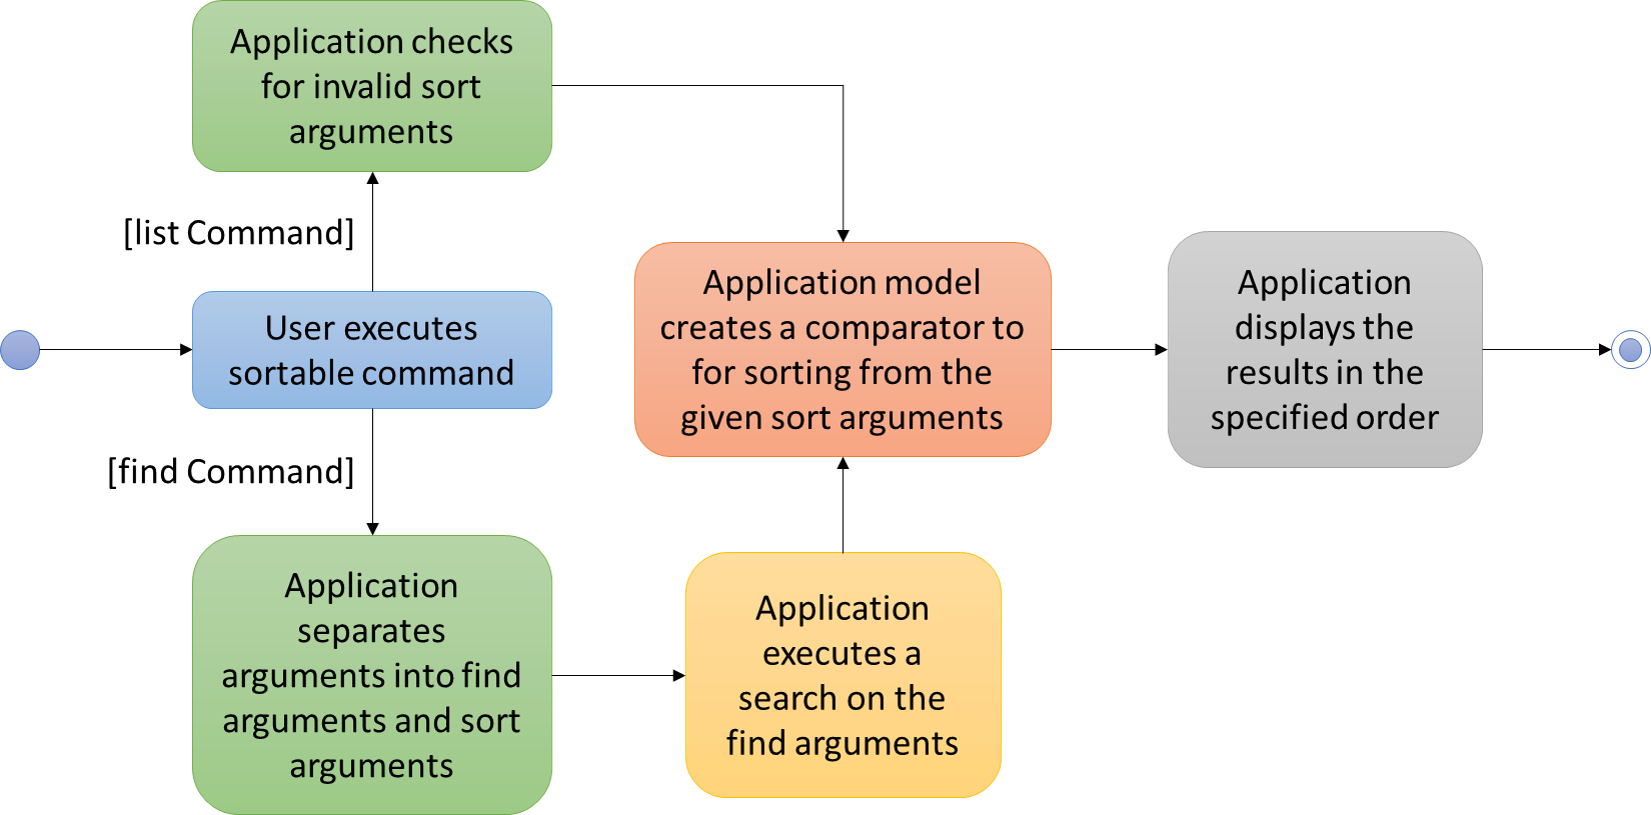 Application checks
for invalid sort
arguments
[list Command]
User executes
sortable command
[find Command]
Application
separates
arguments into find
arguments and sort
arguments
Application
executes a
search on the
find arguments
Application model
creates a comparator to
for sorting from the
given sort arguments
Application
displays the
results in the
specified order